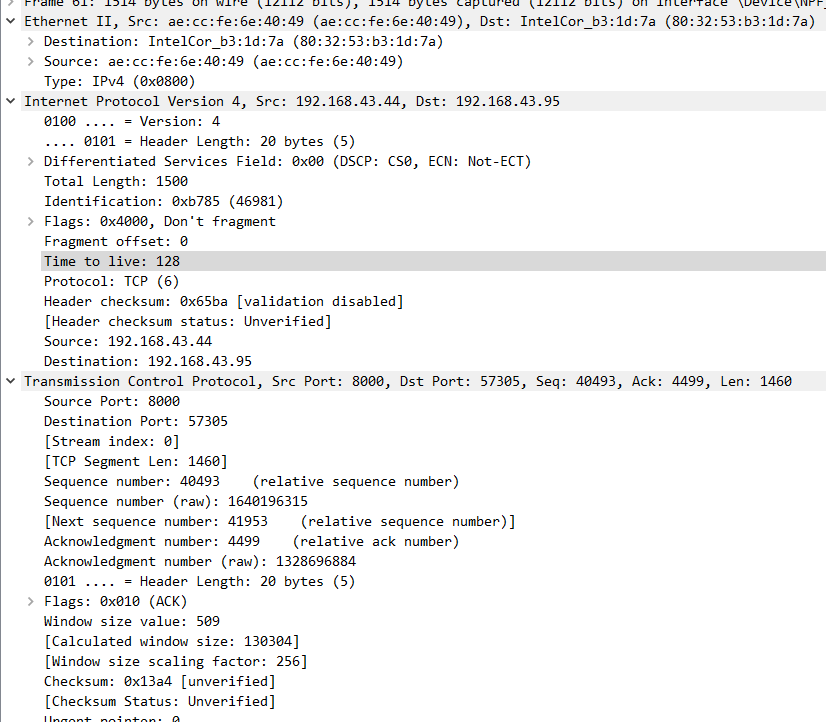 Frame 61: 1514 bytes on wire (12112 bits), 1514 bytes captured (12112 bits) on interface \Device\NPF_
Ethernet II, Src: ae:cc:fe:6e:40:49 (ae:cc:fe:6e:40:49), Dst: IntelCor_b3:1d:7a (80:32:53:b3:1d:7a)
Destination: IntelCor_b3:1d:7a (80:32:53:b3:1d:7a)
Source: ae:cc:fe:6e:40:49 (ae:cc:fe:6e:40:49)
Type: IPv4 (0x0800)
Internet Protocol Version 4, Src: 192.168.43.44, Dst: 192.168.43.95
0100 .... = Version: 4
.... 0101 = Header Length: 20 bytes (5)
Differentiated Services Field: 0x00 (DSCP: CS0, ECN: Not-ECT)
Total Length: 1500
Identification: 0xb785 (46981)
Flags: 0x4000, Don't fragment
Fragment offset: 0
Time to live: 128
Protocol: TCP (6)
Header checksum: 0x65ba [validation disabled]
[Header checksum status: Unverified]
Source: 192.168.43.44
Destination: 192.168.43.95
Transmission Control Protocol, Src Port: 8000, Dst Port: 57305, Seq: 40493, Ack: 4499, Len: 1460
Source Port: 8000
Destination Port: 57305
[Stream index: 0]
[TCP Segment Len: 1460]
Sequence number: 40493    (relative sequence number)
Sequence number (raw): 1640196315
[Next sequence number: 41953    (relative sequence number)]
Acknowledgment number: 4499    (relative ack number)
Acknowledgment number (raw): 1328696884
0101 .... = Header Length: 20 bytes (5)
Flags: 0x010 (ACK)
Window size value: 509
[Calculated window size: 130304]
[Window size scaling factor: 256]
Checksum: 0x13a4 [unverified]
[Checksum Status: Unverified]
Urgent pointer: 0